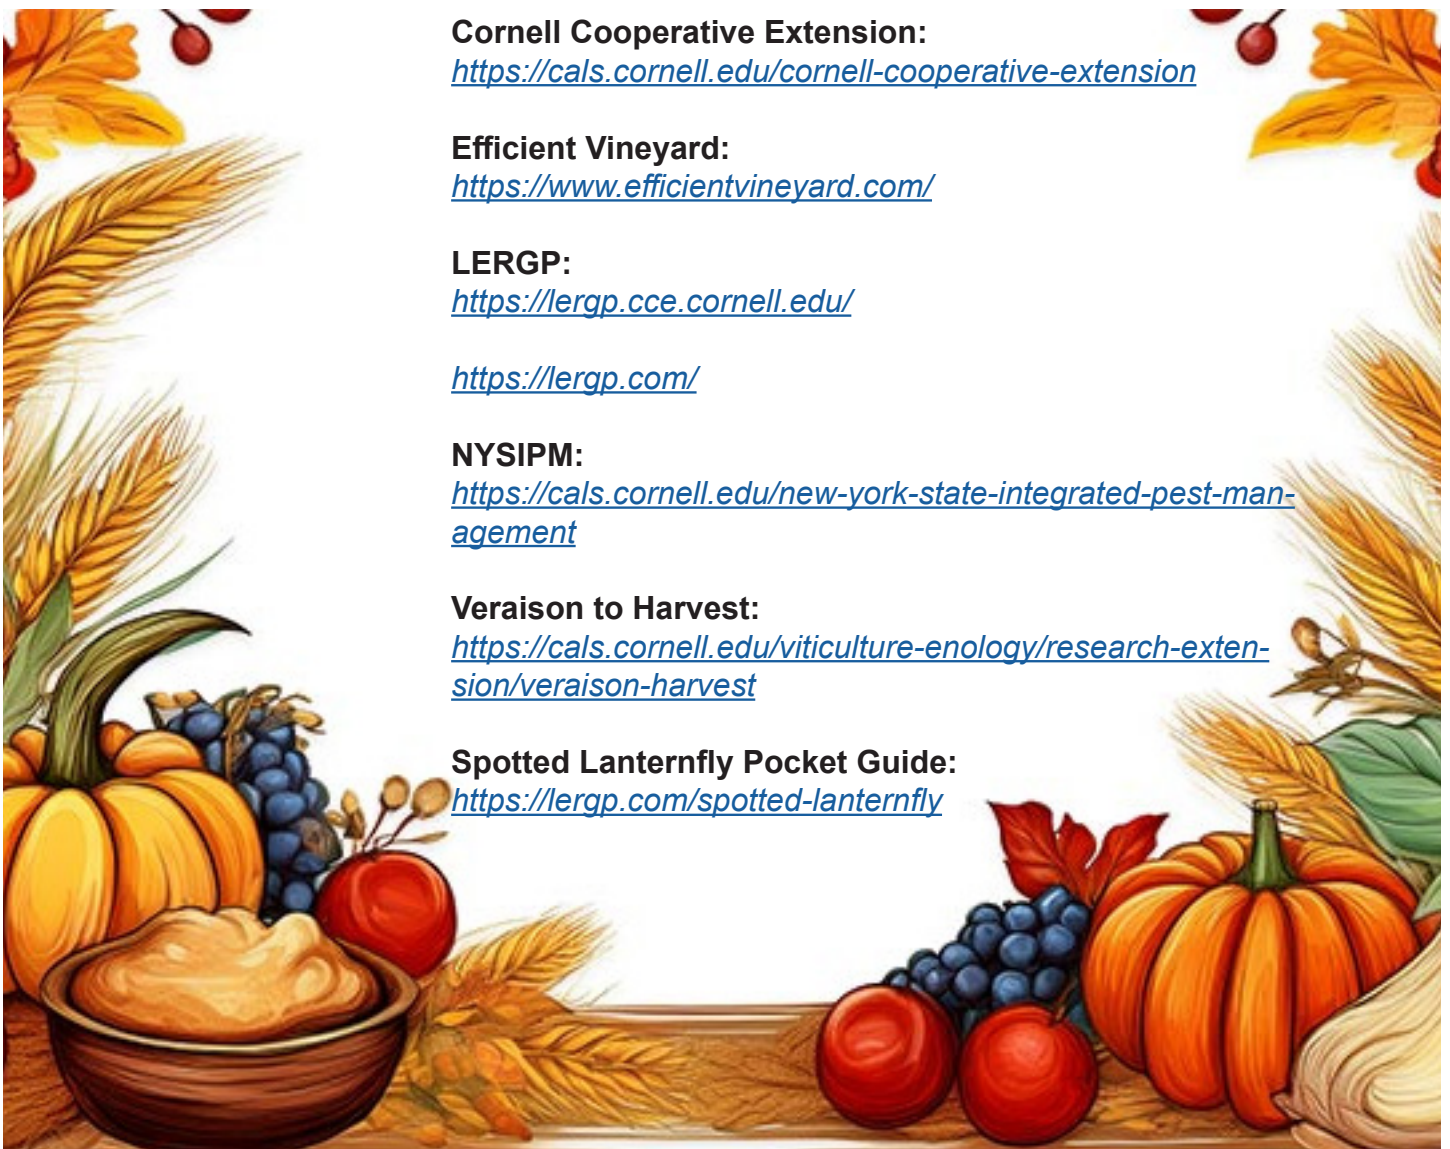 Cornell Cooperative Extension:
https://cals.cornell.edu/cornell-cooperative-extension
Efficient Vineyard:
https://www.efficientvineyard.com/
LERGP:
https://lergp.cce.cornell.edu/
https://lergp.com/
NYSIPM:
https://cals.cornell.edu/new-york-state-integrated-pest-man-
agement
Veraison to Harvest:
https://cals.cornell.edu/viticulture-enology/research-exten-
sion/veraison-harvest
Spotted Lanternfly Pocket Guide:
https://lergp.com/spotted-lanternfly